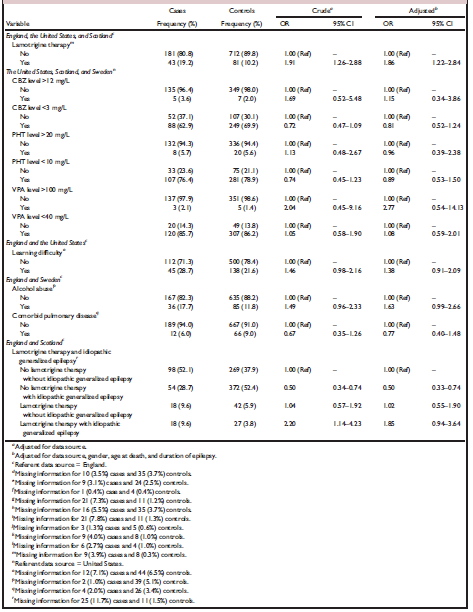 Cases Controls Crudeᵃ Adjustedᵇ
Variable Frequency (%) Frequency (%) OR 95% CI OR 95% CI
England, the United States, and Scotland
Lamotrigine therapyᵐ
No 181 (80.8) 712 (89.8) 1.00 (Ref) – 1.00 (Ref) –
Yes 43 (19.2) 81 (10.2) 1.91 1.26–2.88 1.86 1.22–2.84
The United States, Scotland, and Sweden
CBZ level >12 mg/L
No 135 (96.4) 349 (98.0) 1.00 (Ref) – 1.00 (Ref) –
Yes 5 (3.6) 7 (2.0) 1.69 0.52–5.48 1.15 0.34–3.86
CBZ level <3 mg/L
No 52 (37.1) 107 (30.1) 1.00 (Ref) – 1.00 (Ref) –
Yes 88 (62.9) 249 (69.9) 0.72 0.47–1.09 0.81 0.52–1.24
PHT level >20 mg/L
No 132 (94.3) 336 (94.4) 1.00 (Ref) – 1.00 (Ref) –
Yes 8 (5.7) 20 (5.6) 1.13 0.48–2.67 0.96 0.39–2.38
PHT level <10 mg/L
No 33 (23.6) 75 (21.1) 1.00 (Ref) – 1.00 (Ref) –
Yes 107 (76.4) 281 (78.9) 0.74 0.45–1.23 0.89 0.53–1.50
VPA level >100 mg/L
No 137 (97.9) 351 (98.6) 1.00 (Ref) – 1.00 (Ref) –
Yes 3 (2.1) 5 (1.4) 2.04 0.45–9.16 2.77 0.54–14.13
VPA level <40 mg/L
No 20 (14.3) 49 (13.8) 1.00 (Ref) – 1.00 (Ref) –
Yes 120 (85.7) 307 (86.2) 1.05 0.58–1.90 1.08 0.59–2.01
England and the United States
Learning difficulty
No 112 (71.3) 500 (78.4) 1.00 (Ref) – 1.00 (Ref) –
Yes 45 (28.7) 138 (21.6) 1.46 0.98–2.16 1.38 0.91–2.09
England and Sweden
Alcohol abuse
No 167 (82.3) 635 (88.2) 1.00 (Ref) – 1.00 (Ref) –
Yes 36 (17.7) 85 (11.8) 1.49 0.96–2.33 1.63 0.99–2.66
Comorbid pulmonary disease
No 189 (94.0) 667 (91.0) 1.00 (Ref) – 1.00 (Ref) –
Yes 12 (6.0) 66 (9.0) 0.67 0.35–1.26 0.77 0.40–1.48
England and Scotland
Lamotrigine therapy and idiopathic
generalized epilepsy
No lamotrigine therapy 98 (52.1) 269 (37.9) 1.00 (Ref) – 1.00 (Ref) –
without idiopathic generalized epilepsy
No lamotrigine therapy 54 (28.7) 372 (52.4) 0.50 0.34–0.74 0.50 0.33–0.74
with idiopathic generalized epilepsy
Lamotrigine therapy 18 (9.6) 42 (5.9) 1.04 0.57–1.92 1.02 0.55–1.90
without idiopathic generalized epilepsy
Lamotrigine therapy with idiopathic 18 (9.6) 27 (3.8) 2.20 1.14–4.23 1.85 0.94–3.64
generalized epilepsy
Adjusted for data source.
Adjusted for data source, gender, age at death, and duration of epilepsy.
Referent data source = England.
Missing information for 10 (3.5%) cases and 35 (3.7%) controls.
Missing information for 9 (3.1%) cases and 24 (2.5%) controls.
Missing information for 1 (0.4%) case and 4 (0.4%) controls.
Missing information for 21 (7.3%) cases and 11 (1.2%) controls.
Missing information for 16 (5.5%) cases and 35 (3.7%) controls.
Missing information for 21 (7.8%) cases and 11 (1.3%) controls.
Missing information for 3 (1.3%) cases and 5 (0.6%) controls.
Missing information for 9 (4.0%) cases and 8 (1.0%) controls.
Missing information for 6 (2.7%) cases and 4 (1.0%) controls.
Missing information for 9 (3.9%) cases and 8 (0.3%) controls.
Referent data source = United States.
Missing information for 12 (7.1%) cases and 44 (6.5%) controls.
Missing information for 2 (1.0%) cases and 39 (5.1%) controls.
Missing information for 4 (2.0%) cases and 26 (3.4%) controls.
Missing information for 25 (11.7%) cases and 11 (1.5%) controls.